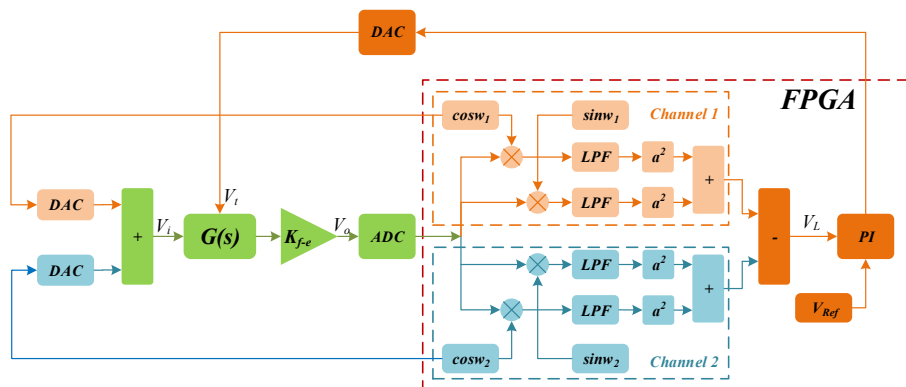 DAC
FPGA
cosw1
sinw1
Channel 1
LPF
a²
+
LPF
a²
DAC
DAC
+
Vi
Vt
G(s)
Kf-e
Vo
ADC
-
VL
PI
VRef
LPF
a²
+
LPF
a²
cosw2
sinw2
Channel 2